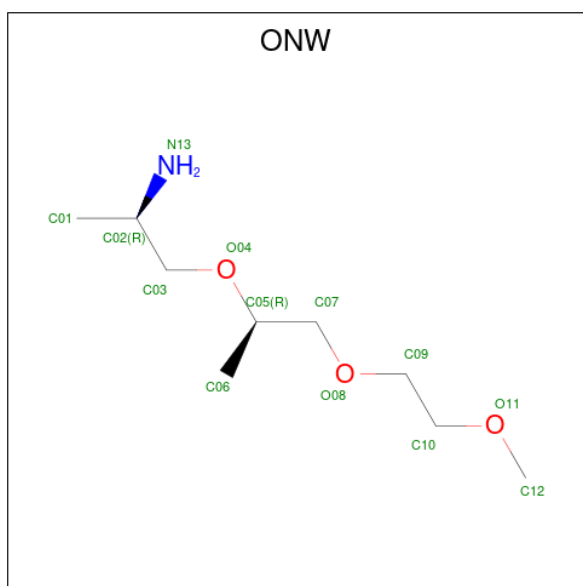 ONW
N13
NH2
C01
C02(R)
O04
O
C03
C05(R)
C07
C06
O
C09
O08
O11
O
C10
C12